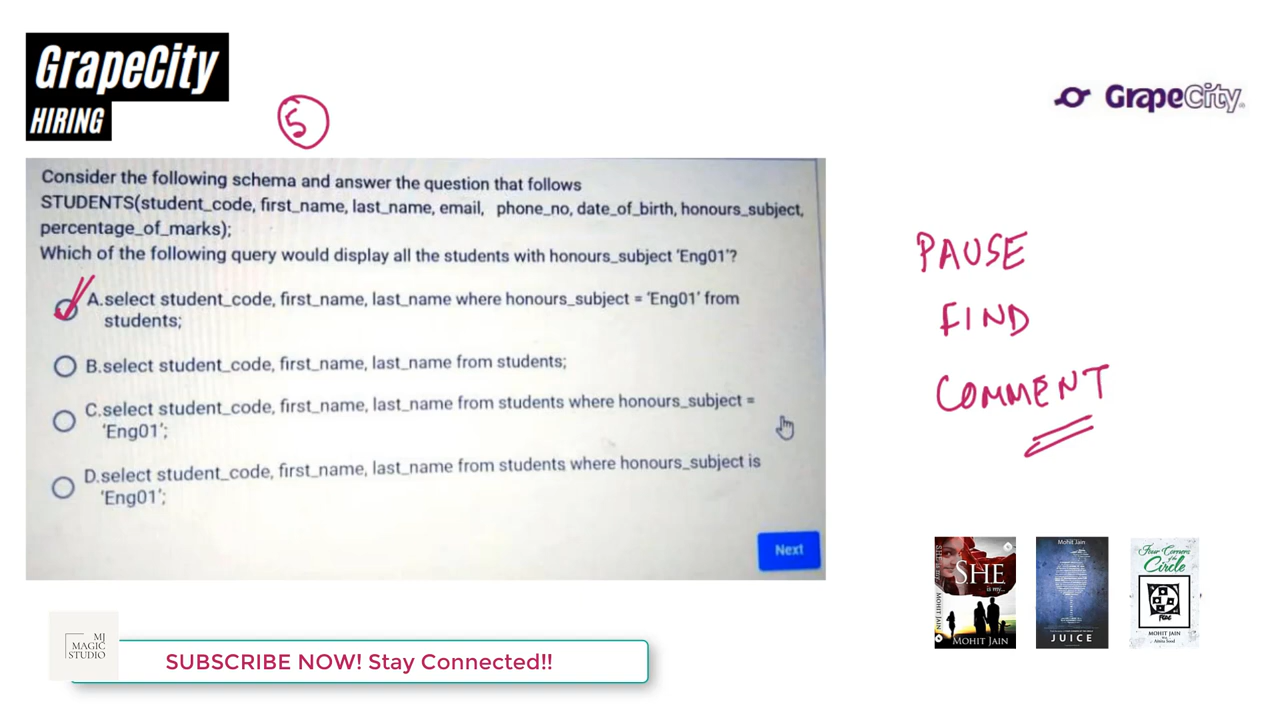 GrapeCity
HIRING
5
GrapeCity
Consider the following schema and answer the question that follows
STUDENTS(student_code, first_name, last_name, email, phone_no, date_of_birth, honours_subject,
percentage_of_marks);
Which of the following query would display all the students with honours_subject 'Eng01'?
A.select student_code, first_name, last_name where honours_subject = 'Eng01' from
students;
B.select student_code, first_name, last_name from students;
C.select student_code, first_name, last_name from students where honours_subject =
'Eng01';
D.select student_code, first_name, last_name from students where honours_subject is
'Eng01';
Next
PAUSE
FIND
COMMENT
SHE
is my...
MOHIT JAIN
Mohit Jain
JUICE
Four Corners
of the
Circle
MOHIT JAIN
MJ
MAGIC
STUDIO
SUBSCRIBE NOW! Stay Connected!!